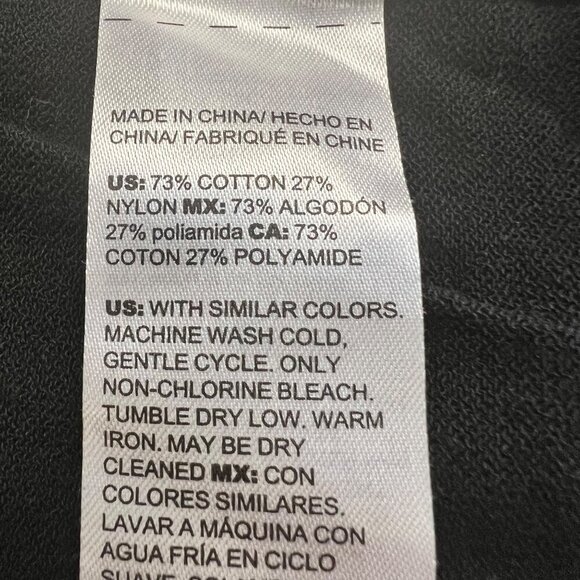 MADE IN CHINA/ HECHO EN
CHINA/ FABRIQUÉ EN CHINE
US: 73% COTTON 27%
NYLON MX: 73% ALGODÓN
27% poliamida CA: 73%
COTON 27% POLYAMIDE
US: WITH SIMILAR COLORS.
MACHINE WASH COLD,
GENTLE CYCLE. ONLY
NON-CHLORINE BLEACH.
TUMBLE DRY LOW. WARM
IRON. MAY BE DRY
CLEANED MX: CON
COLORES SIMILARES.
LAVAR A MÁQUINA CON
AGUA FRÍA EN CICLO